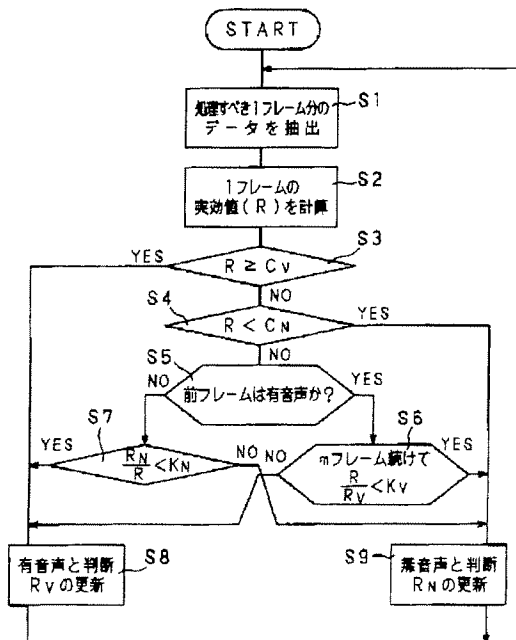 START
S1
処理すべき1フレーム分の
データを抽出
S2
1フレームの
実効値(R)を計算
S3
YES
R ≥ CV
NO
S4
YES
R < CN
NO
S5
NO
前フレームは有音声か?
YES
S7
S6
YES
RN/R < KN
NO
NO
mフレーム続けて
R/RV < KV
YES
有音声と判断
RVの更新
S8
S9
無音声と判断
RNの更新